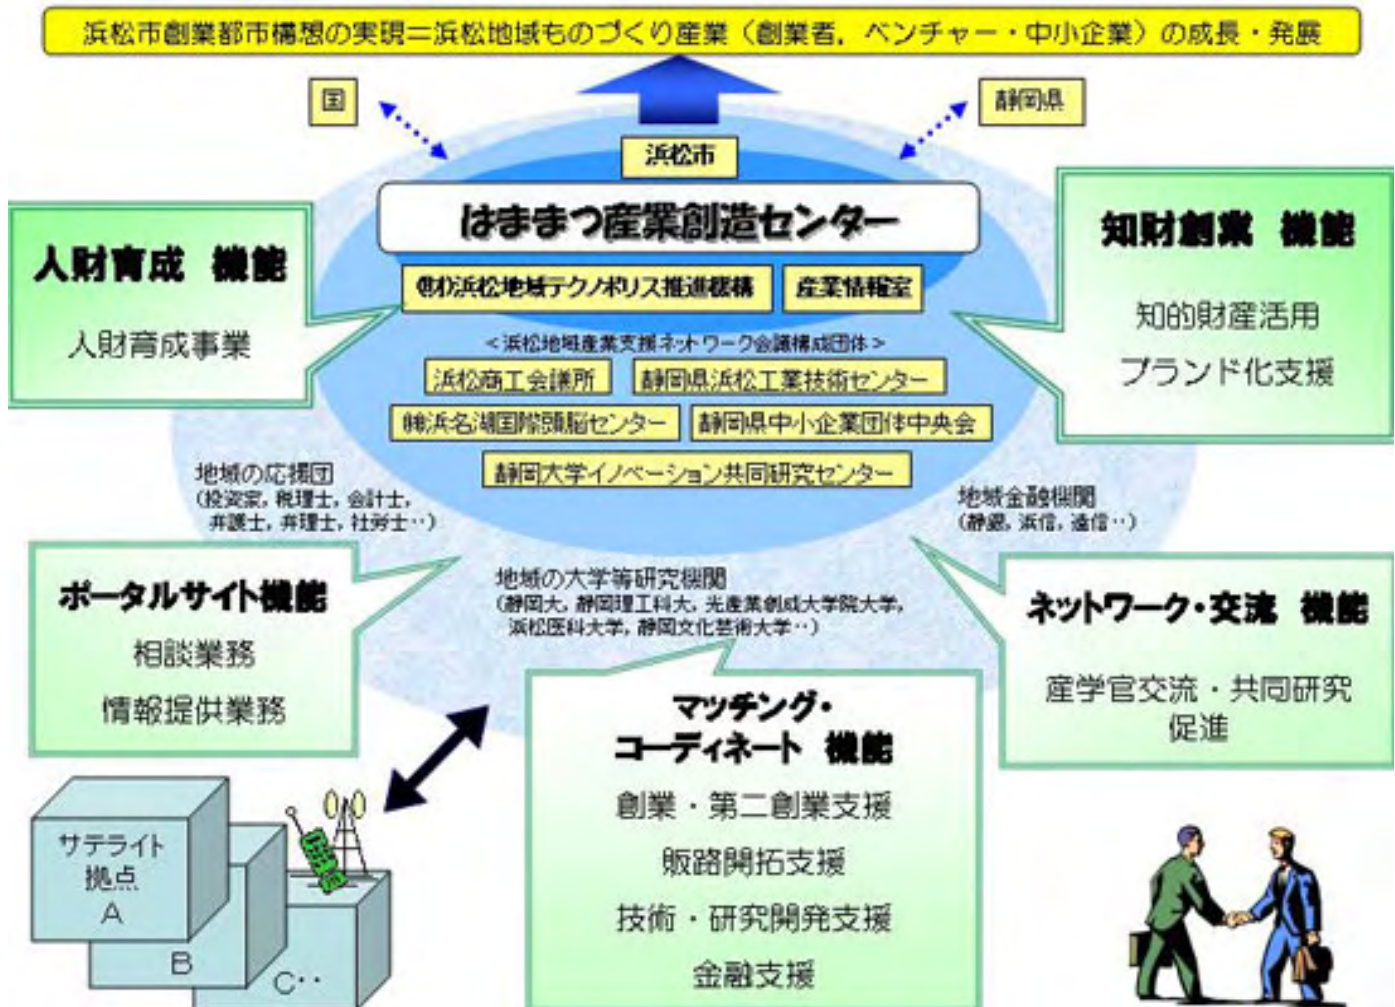 浜松市創業都市構想の実現＝浜松地域ものづくり産業（創業者，ベンチャー・中小企業）の成長・発展
国
静岡県
浜松市
はままつ産業創造センター
㈶浜松地域テクノポリス推進機構
産業情報室
人財育成 機能
人財育成事業
知財創業 機能
知的財産活用
ブランド化支援
＜浜松地域産業支援ネットワーク会議構成団体＞
浜松商工会議所
静岡県浜松工業技術センター
㈱浜名湖国際頭脳センター
静岡県中小企業団体中央会
静岡大学イノベーション共同研究センター
地域の応援団
（投資家，税理士，会計士，
弁護士，弁理士，社労士‥）
地域金融機関
（静銀，浜信，遠信‥）
地域の大学等研究機関
（静岡大，静岡理工科大，光産業創成大学院大学，
浜松医科大学，静岡文化芸術大学‥）
ポータルサイト機能
相談業務
情報提供業務
ネットワーク・交流 機能
産学官交流・共同研究
促進
マッチング・
コーディネート 機能
創業・第二創業支援
販路開拓支援
技術・研究開発支援
金融支援
サテライト
拠点
A
B
C‥